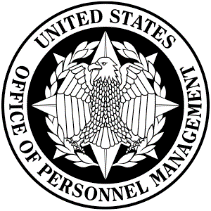 UNITED STATES
OFFICE OF PERSONNEL MANAGEMENT